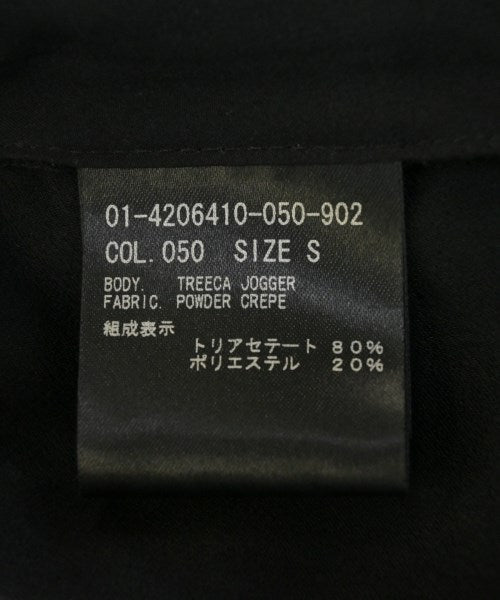 01-4206410-050-902
COL. 050 SIZE S
BODY. TREECA JOGGER
FABRIC. POWDER CREPE
組成表示
トリアセテート 80%
ポリエステル 20%